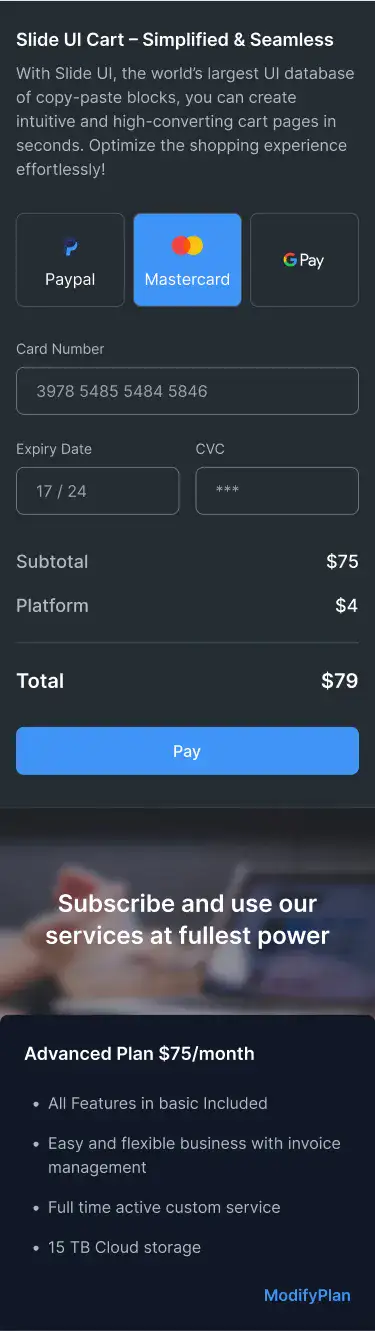 Slide UI Cart – Simplified & Seamless
With Slide UI, the world’s largest UI database
of copy-paste blocks, you can create
intuitive and high-converting cart pages in
seconds. Optimize the shopping experience
effortlessly!
Paypal
Mastercard
G Pay
Card Number
3978 5485 5484 5846
Expiry Date
CVC
17 / 24
***
Subtotal
$75
Platform
$4
Total
$79
Pay
Subscribe and use our
services at fullest power
Advanced Plan $75/month
• All Features in basic Included
• Easy and flexible business with invoice
management
• Full time active custom service
• 15 TB Cloud storage
ModifyPlan